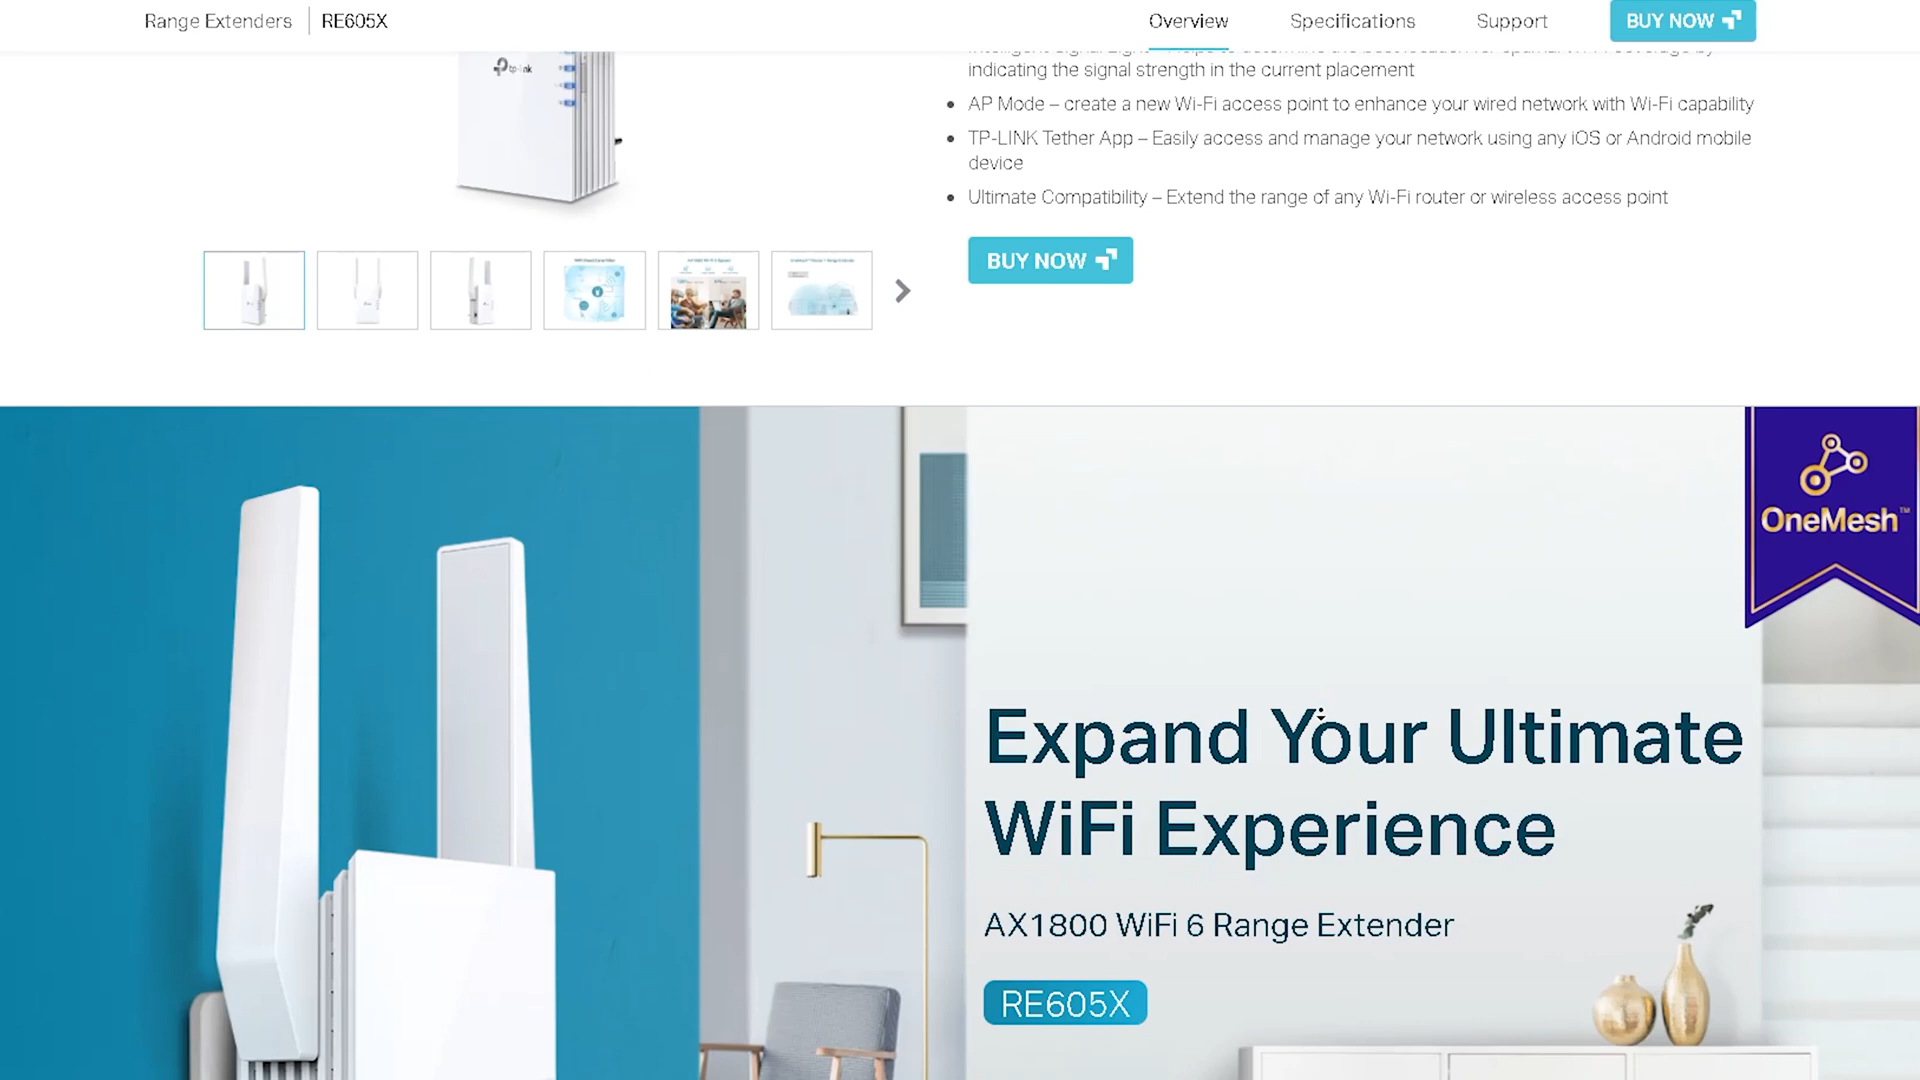 Range Extenders
RE605X
Overview
Specifications
Support
BUY NOW
tp-link
indicating the signal strength in the current placement
AP Mode – create a new Wi-Fi access point to enhance your wired network with Wi-Fi capability
TP-LINK Tether App – Easily access and manage your network using any iOS or Android mobile
device
Ultimate Compatibility – Extend the range of any Wi-Fi router or wireless access point
BUY NOW
OneMesh™
Expand Your Ultimate
WiFi Experience
AX1800 WiFi 6 Range Extender
RE605X